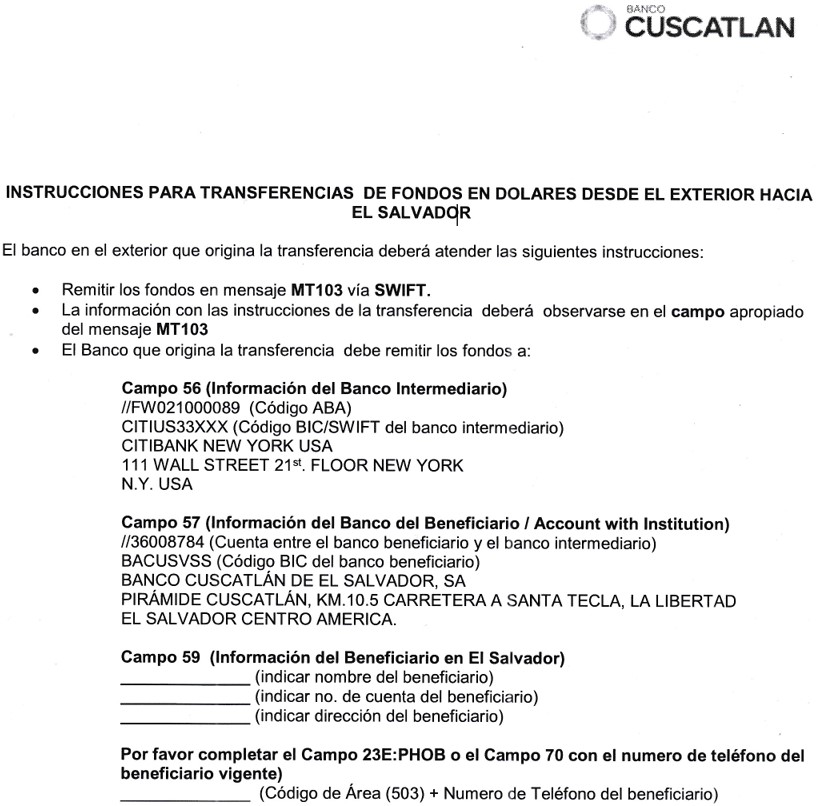 BANCO
CUSCATLAN
INSTRUCCIONES PARA TRANSFERENCIAS DE FONDOS EN DOLARES DESDE EL EXTERIOR HACIA
EL SALVADOR
El banco en el exterior que origina la transferencia deberá atender las siguientes instrucciones:
• Remitir los fondos en mensaje MT103 vía SWIFT.
• La información con las instrucciones de la transferencia deberá observarse en el campo apropiado
del mensaje MT103
• El Banco que origina la transferencia debe remitir los fondos a:
Campo 56 (Información del Banco Intermediario)
//FW021000089 (Código ABA)
CITIUS33XXX (Código BIC/SWIFT del banco intermediario)
CITIBANK NEW YORK USA
111 WALL STREET 21st. FLOOR NEW YORK
N.Y. USA
Campo 57 (Información del Banco del Beneficiario / Account with Institution)
//36008784 (Cuenta entre el banco beneficiario y el banco intermediario)
BACUSVSS (Código BIC del banco beneficiario)
BANCO CUSCATLÁN DE EL SALVADOR, SA
PIRÁMIDE CUSCATLÁN, KM.10.5 CARRETERA A SANTA TECLA, LA LIBERTAD
EL SALVADOR CENTRO AMERICA.
Campo 59 (Información del Beneficiario en El Salvador)
_______________ (indicar nombre del beneficiario)
_______________ (indicar no. de cuenta del beneficiario)
_______________ (indicar dirección del beneficiario)
Por favor completar el Campo 23E:PHOB o el Campo 70 con el numero de teléfono del
beneficiario vigente)
_______________ (Código de Área (503) + Numero de Teléfono del beneficiario)